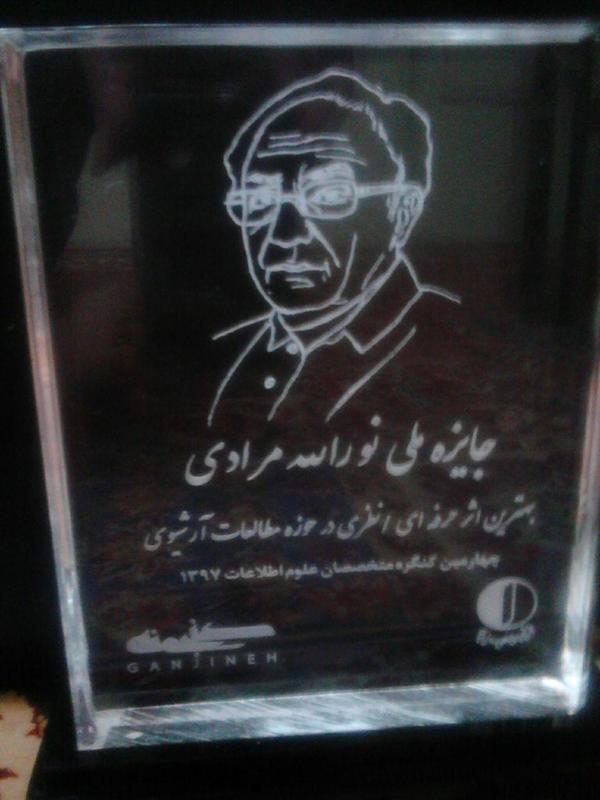 جایزه ملی نورالله مرادی
بهترین اثر حرفه ای / نظری در حوزه مطالعات آرشیوی
چهارمین کنگره متخصصان علوم اطلاعات ۱۳۹۷
گنجینه
GANJINEH